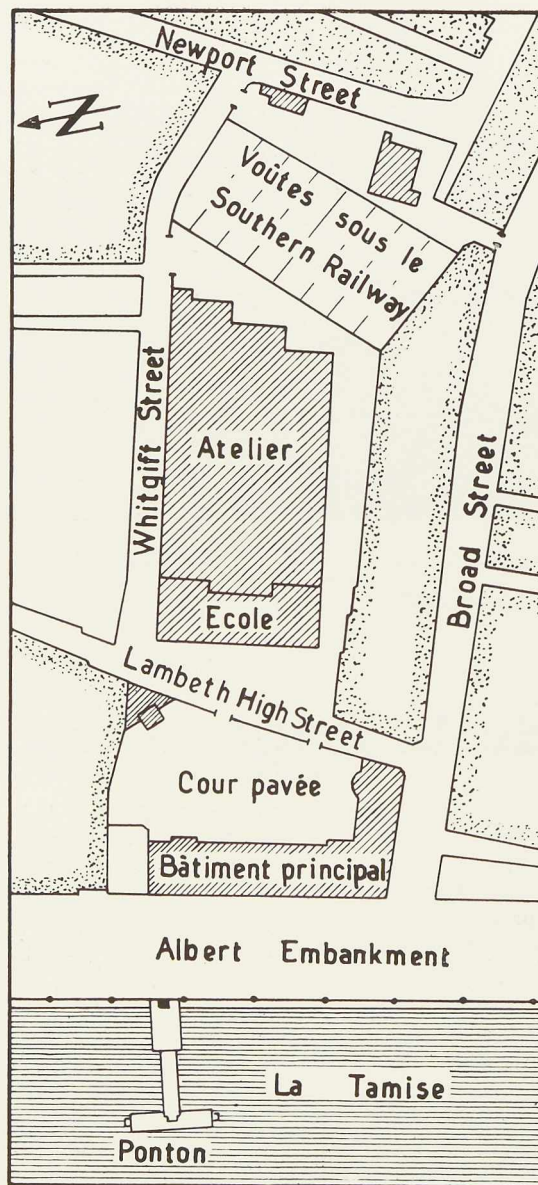 Newport Street
N
Voûtes sous le
Southern Railway
Whitgift Street
Atelier
Broad Street
Ecole
Lambeth High Street
Cour pavée
Bâtiment principal
Albert Embankment
La Tamise
Ponton